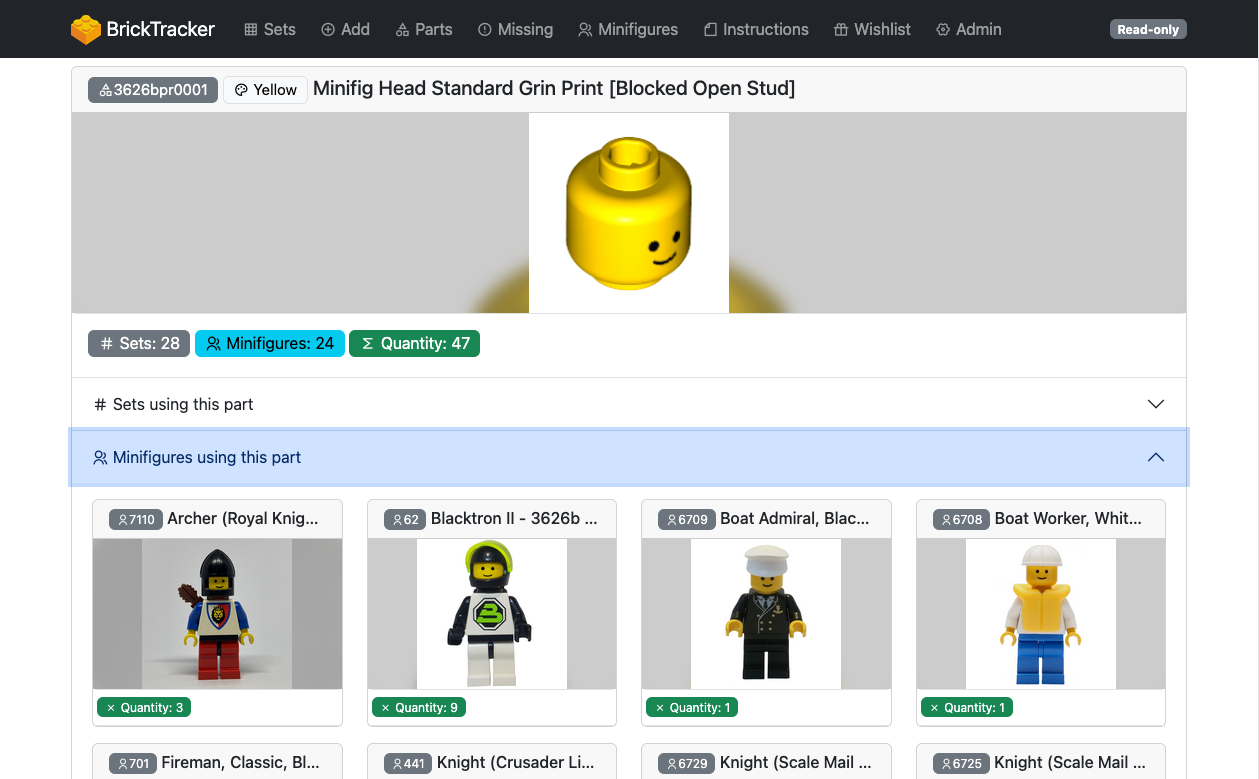 BrickTracker Sets Add Parts Missing Minifigures Instructions Wishlist Admin Read-only
3626bpr0001 Yellow Minifig Head Standard Grin Print [Blocked Open Stud]
# Sets: 28 Minifigures: 24 Σ Quantity: 47
# Sets using this part
Minifigures using this part
7110 Archer (Royal Knig...
62 Blacktron II - 3626b ...
6709 Boat Admiral, Blac...
6708 Boat Worker, Whit...
× Quantity: 3
× Quantity: 9
× Quantity: 1
× Quantity: 1
701 Fireman, Classic, Bl...
441 Knight (Crusader Li...
6729 Knight (Scale Mail ...
6725 Knight (Scale Mail ...